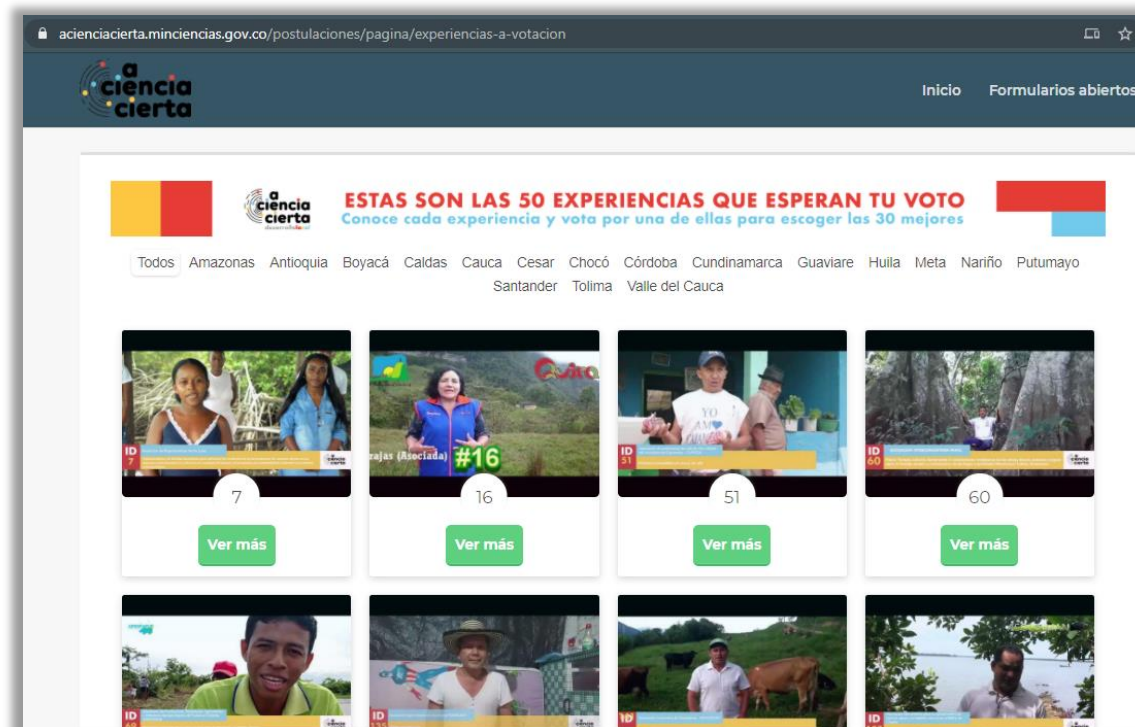 acienciacierta.minciencias.gov.co/postulaciones/pagina/experiencias-a-votacion
a
ciencia
cierta
Inicio Formularios abiertos
a
ciencia
cierta
ESTAS SON LAS 50 EXPERIENCIAS QUE ESPERAN TU VOTO
Conoce cada experiencia y vota por una de ellas para escoger las 30 mejores
Todos Amazonas Antioquia Boyacá Caldas Cauca Cesar Chocó Córdoba Cundinamarca Guaviare Huila Meta Nariño Putumayo
Santander Tolima Valle del Cauca
ID
7
rajas (Asociada) #16
YO
AMO
ID
51
ID
60
7 16 51 60
Ver más Ver más Ver más Ver más
ID
ID
ID
ID